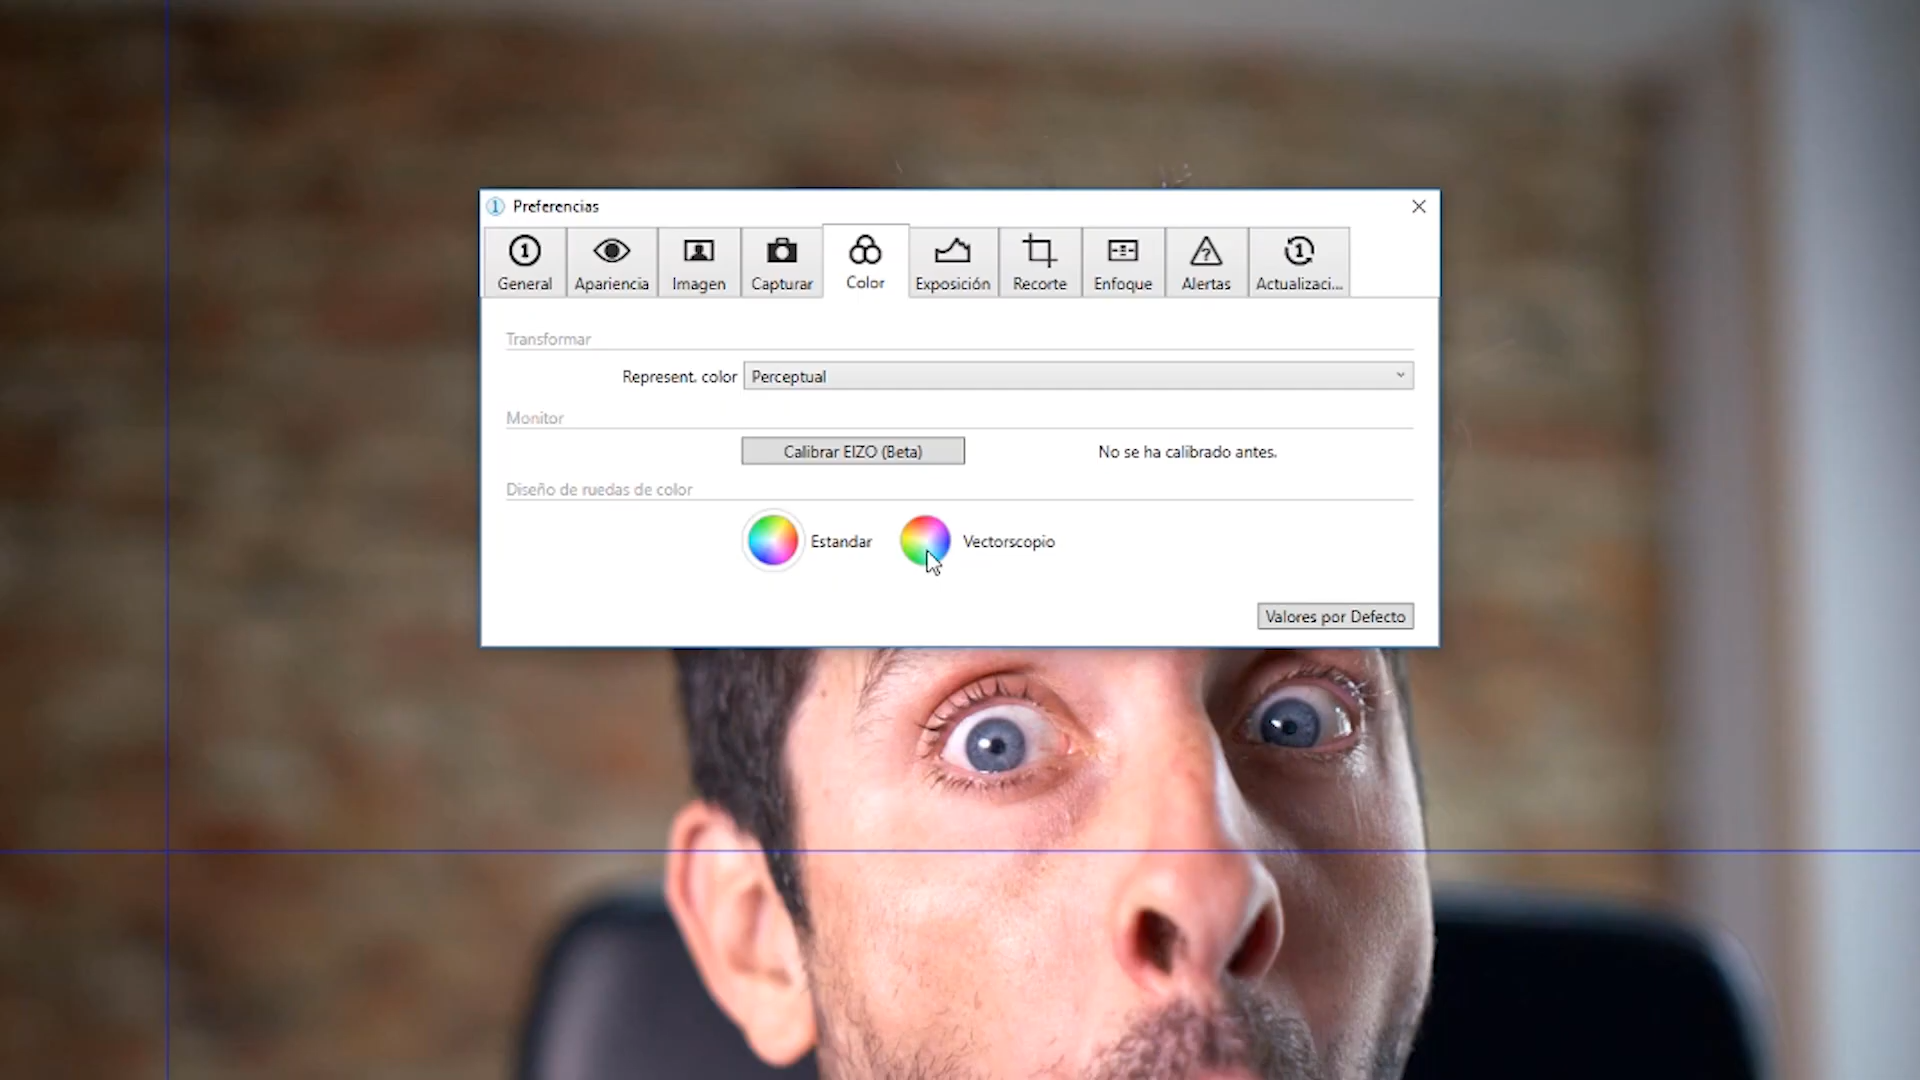 Preferencias
General
Apariencia
Imagen
Capturar
Color
Exposición
Recorte
Enfoque
Alertas
Actualizaci...
Transformar
Represent. color Perceptual
Monitor
Calibrar EIZO (Beta) No se ha calibrado antes.
Diseño de ruedas de color
Estandar Vectorscopio
Valores por Defecto